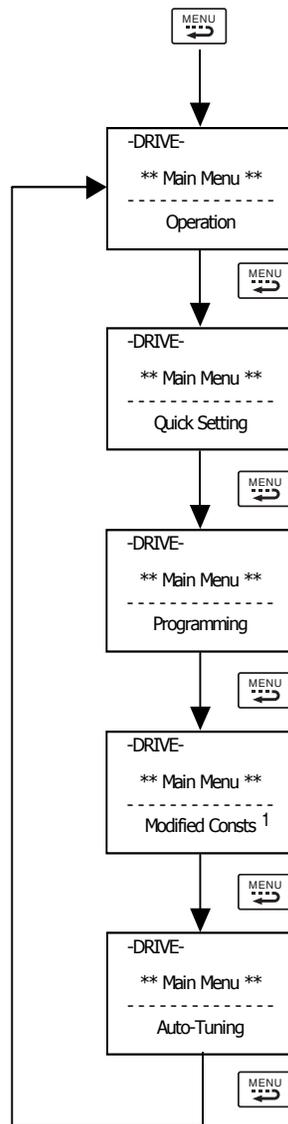 MENU
-DRIVE-
** Main Menu **
- - - - - - - - - - - - - - -
Operation
MENU
-DRIVE-
** Main Menu **
- - - - - - - - - - - - - - -
Quick Setting
MENU
-DRIVE-
** Main Menu **
- - - - - - - - - - - - - - -
Programming
MENU
-DRIVE-
** Main Menu **
- - - - - - - - - - - - - - -
Modified Consts 1
MENU
-DRIVE-
** Main Menu **
- - - - - - - - - - - - - - -
Auto-Tuning
MENU